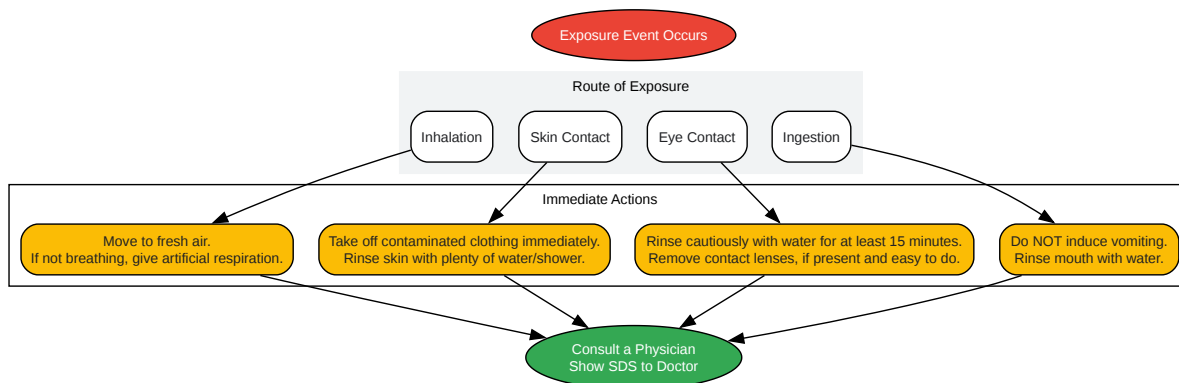 Exposure Event Occurs
Route of Exposure
Inhalation
Skin Contact
Eye Contact
Ingestion
Immediate Actions
Move to fresh air.
If not breathing, give artificial respiration.
Take off contaminated clothing immediately.
Rinse skin with plenty of water/shower.
Rinse cautiously with water for at least 15 minutes.
Remove contact lenses, if present and easy to do.
Do NOT induce vomiting.
Rinse mouth with water.
Consult a Physician
Show SDS to Doctor